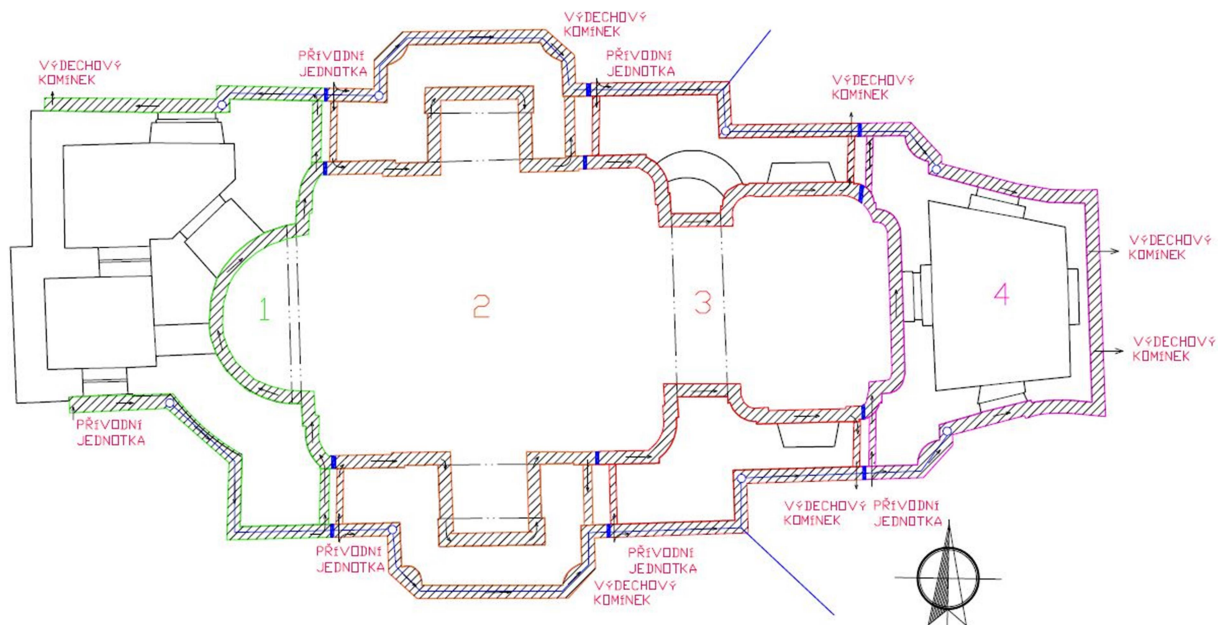 VÝDECHOVÝ
KOMÍNEK
VÝDECHOVÝ
KOMÍNEK
PŘÍVODNÍ
JEDNOTKA
PŘÍVODNÍ
JEDNOTKA
VÝDECHOVÝ
KOMÍNEK
1
2
3
4
VÝDECHOVÝ
KOMÍNEK
VÝDECHOVÝ
KOMÍNEK
PŘÍVODNÍ
JEDNOTKA
VÝDECHOVÝ
KOMÍNEK
PŘÍVODNÍ
JEDNOTKA
PŘÍVODNÍ
JEDNOTKA
PŘÍVODNÍ
JEDNOTKA
VÝDECHOVÝ
KOMÍNEK